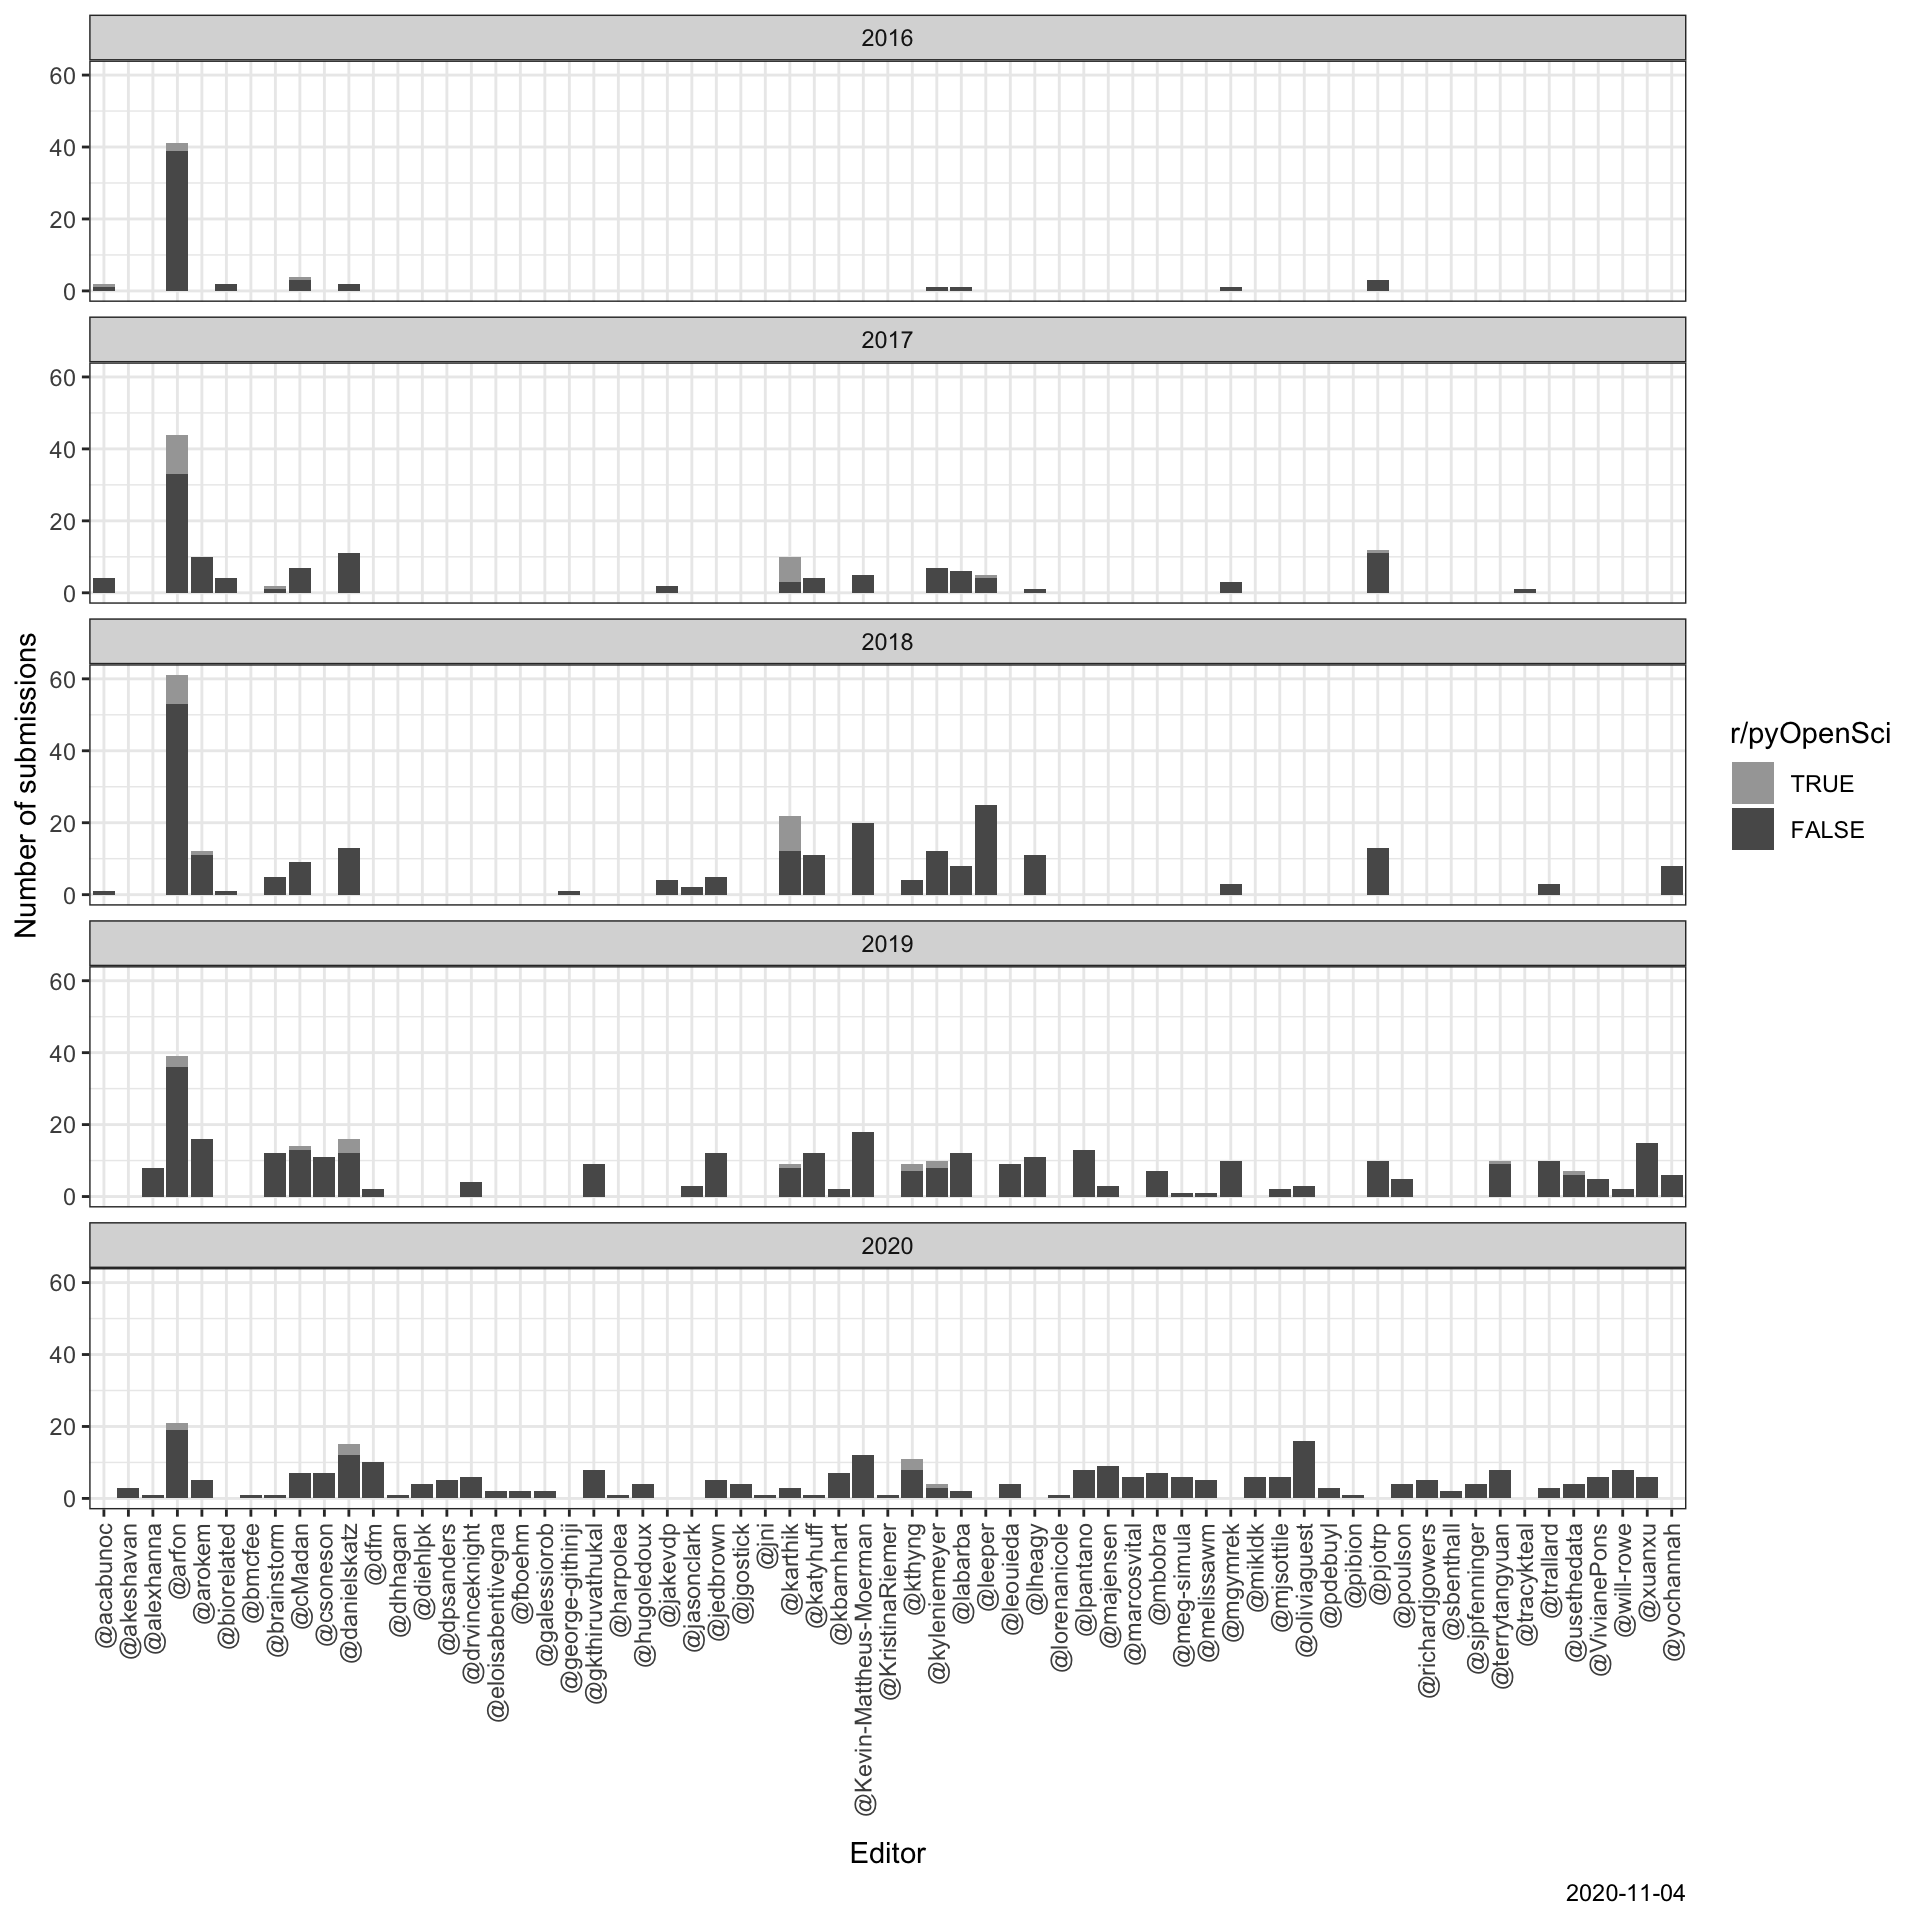 2016
60
40
20
0
2017
60
40
20
0
2018
60
40
20
0
2019
60
40
20
0
2020
60
40
20
0
Number of submissions
@acabunoc
@akeshavan
@alexhanna
@arfon
@arokem
@biorelated
@bmcfee
@brainstorm
@cMadan
@csoneson
@danielskatz
@dfm
@dhhagan
@diehlpk
@dpsanders
@drvinceknight
@eloisabentivegna
@fboehm
@galessiorob
@george-githinji
@gkthiruvathukal
@harpolea
@hugoledoux
@jakevdp
@jasonclark
@jedbrown
@jgostick
@jni
@karthik
@katyhuff
@kbarnhart
@Kevin-Mattheus-Moerman
@KristinaRiemer
@kthyng
@kyleniemeyer
@labarba
@leeper
@leouieda
@lheagy
@lorenanicole
@lpantano
@majensen
@marcosvital
@mbobra
@meg-simula
@melissawm
@mgymrek
@mikldk
@mjsottile
@oliviaguest
@pdebuyl
@pibion
@pjotrp
@poulson
@richardjgowers
@sbenthall
@sjpfenninger
@terrytangyuan
@tracykteal
@trallard
@usethedata
@VivianePons
@will-rowe
@xuanxu
@yochannah
Editor
r/pyOpenSci
TRUE
FALSE
2020-11-04